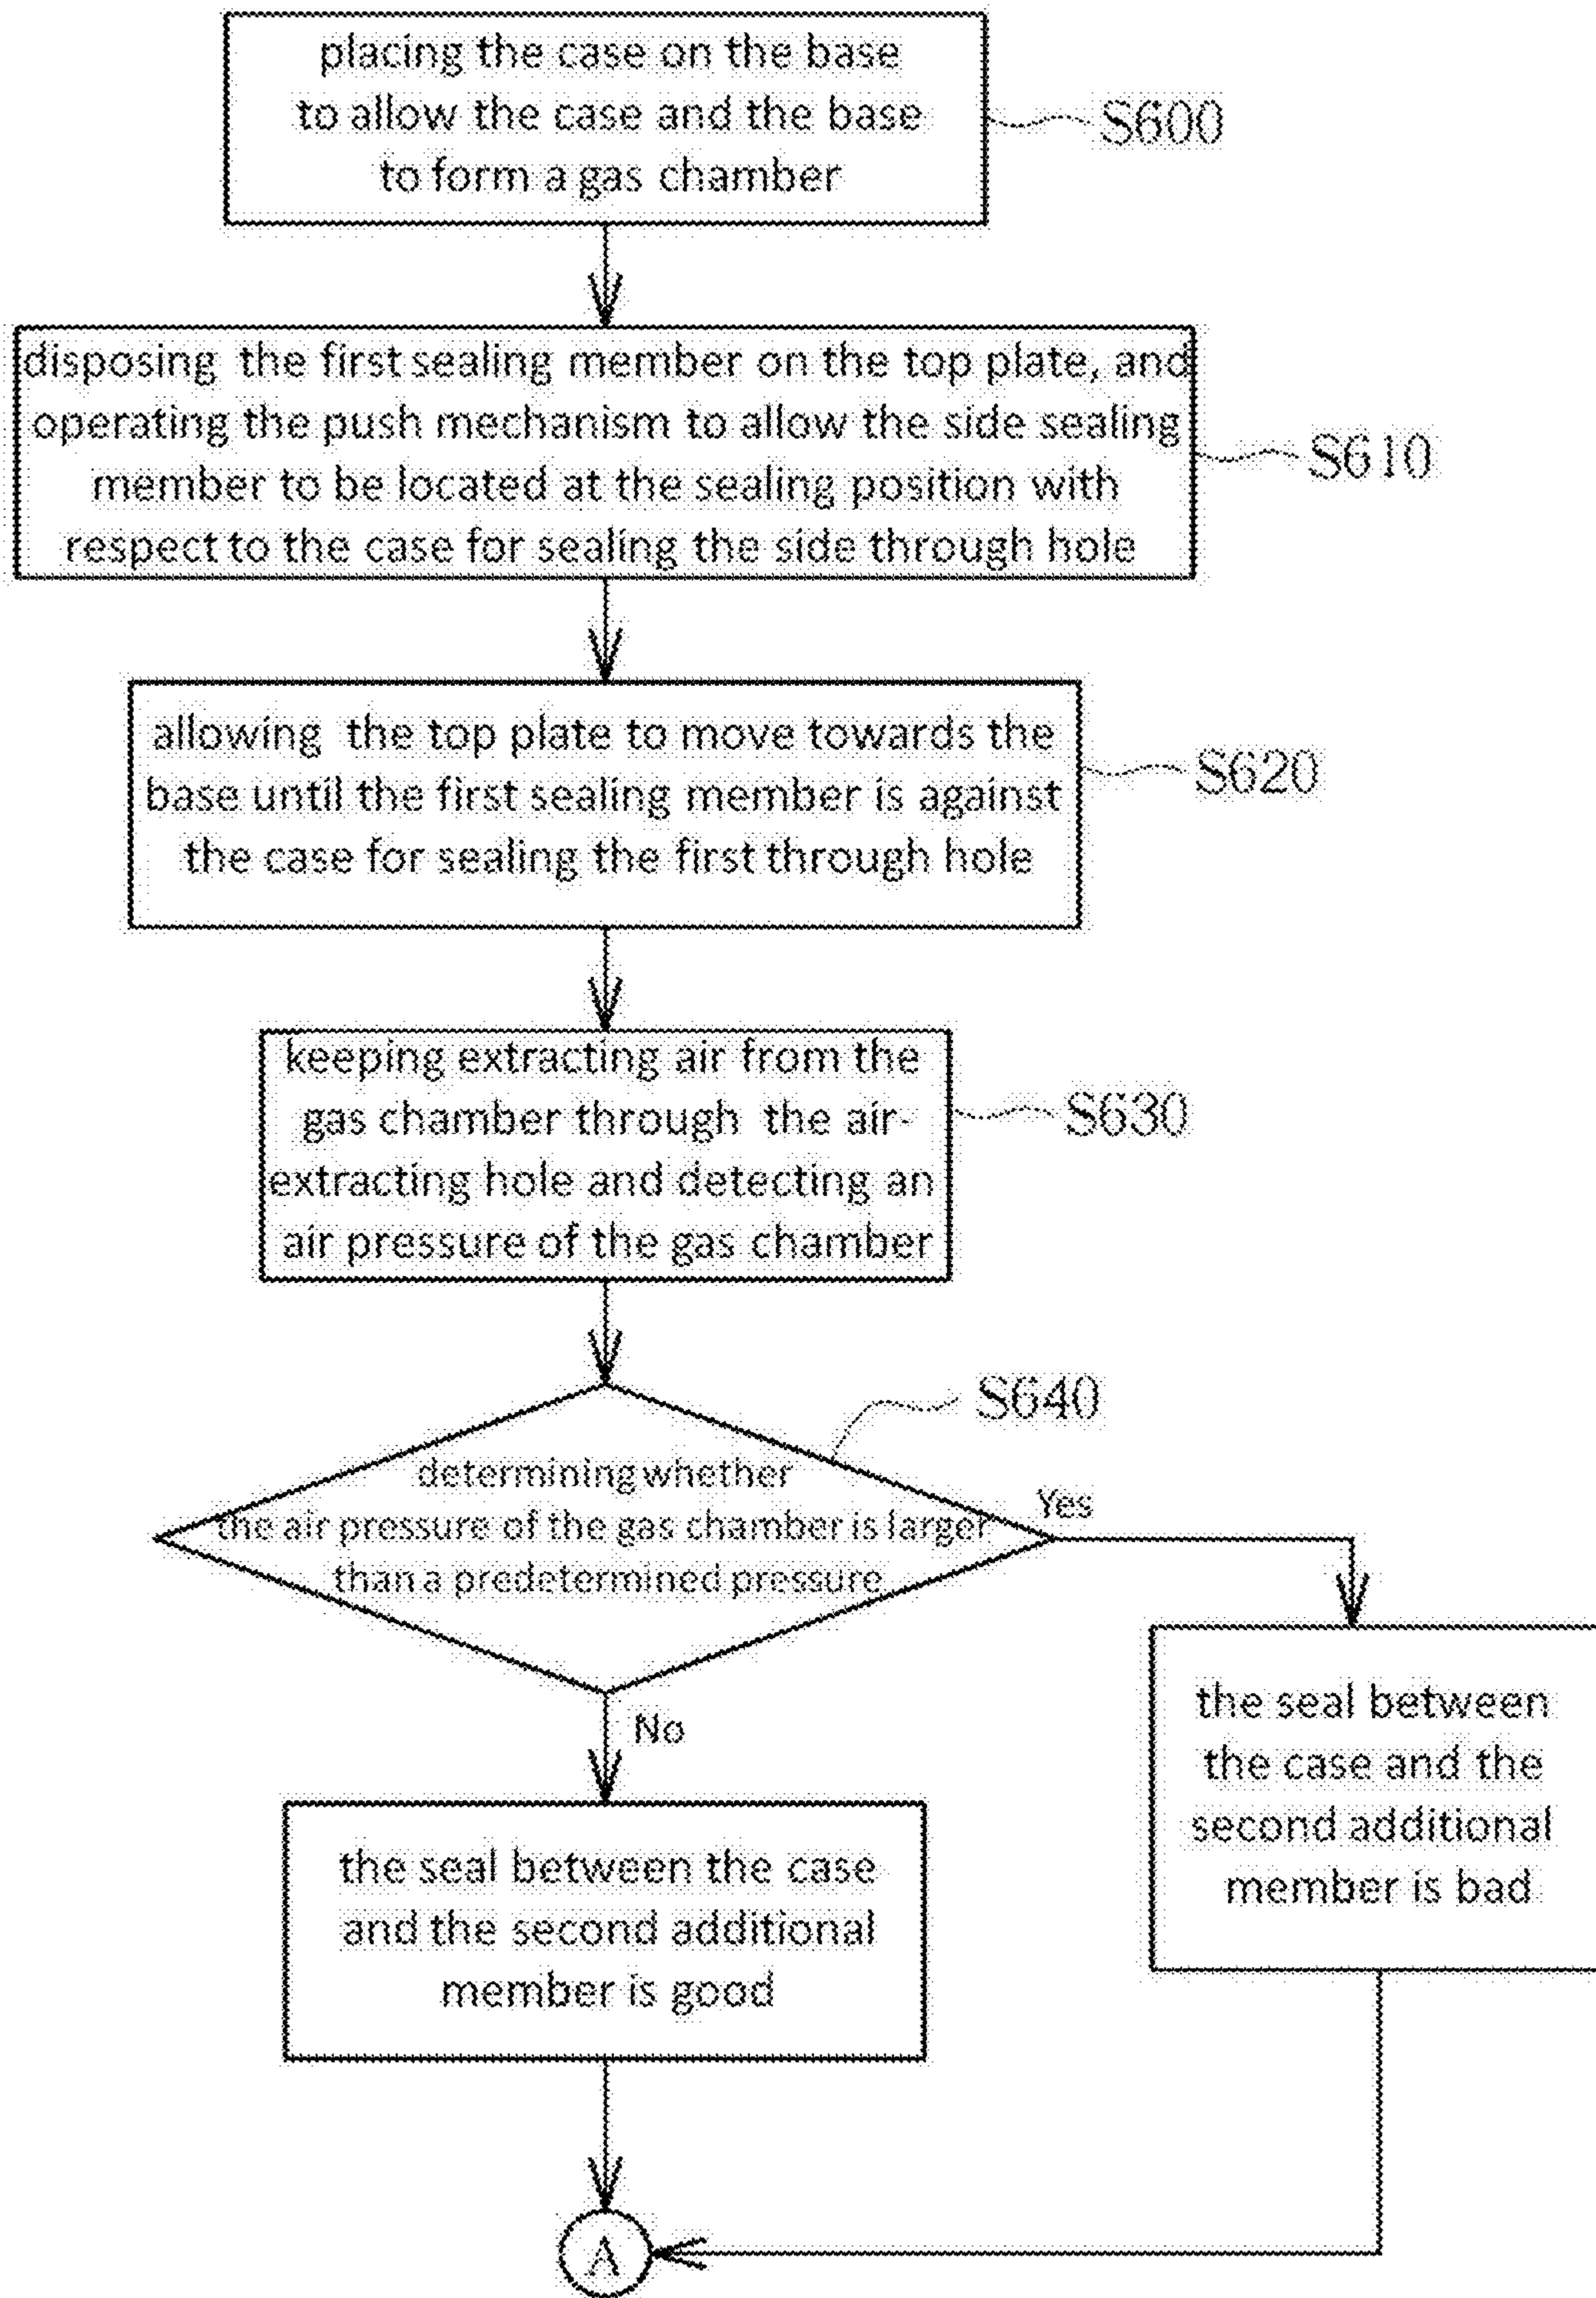 placing the case on the base
to allow the case and the base
to form a gas chamber
S600
disposing the first sealing member on the top plate, and
operating the push mechanism to allow the side sealing
member to be located at the sealing position with
respect to the case for sealing the side through hole
S610
allowing the top plate to move towards the
base until the first sealing member is against
the case for sealing the first through hole
S620
keeping extracting air from the
gas chamber through the air-
extracting hole and detecting an
air pressure of the gas chamber
S630
S640
determining whether
the air pressure of the gas chamber is larger
than a predetermined pressure
Yes
No
the seal between
the case and the
second additional
member is bad
the seal between the case
and the second additional
member is good
A